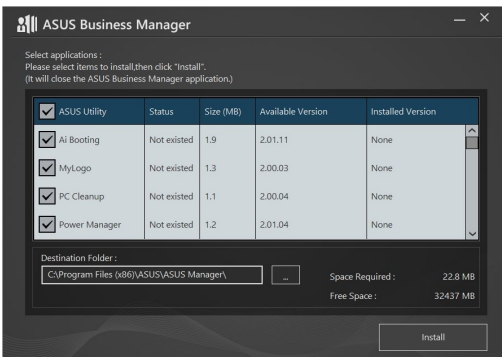 ASUS Business Manager
Select applications :
Please select items to install,then click "Install".
(It will close the ASUS Business Manager application.)
ASUS Utility Status Size (MB) Available Version Installed Version
Ai Booting Not existed 1.9 2.01.11 None
MyLogo Not existed 1.3 2.00.03 None
PC Cleanup Not existed 1.1 2.00.04 None
Power Manager Not existed 1.2 2.01.04 None
Destination Folder :
C:\Program Files (x86)\ASUS\ASUS Manager\ ... Space Required : 22.8 MB
Free Space : 32437 MB
Install